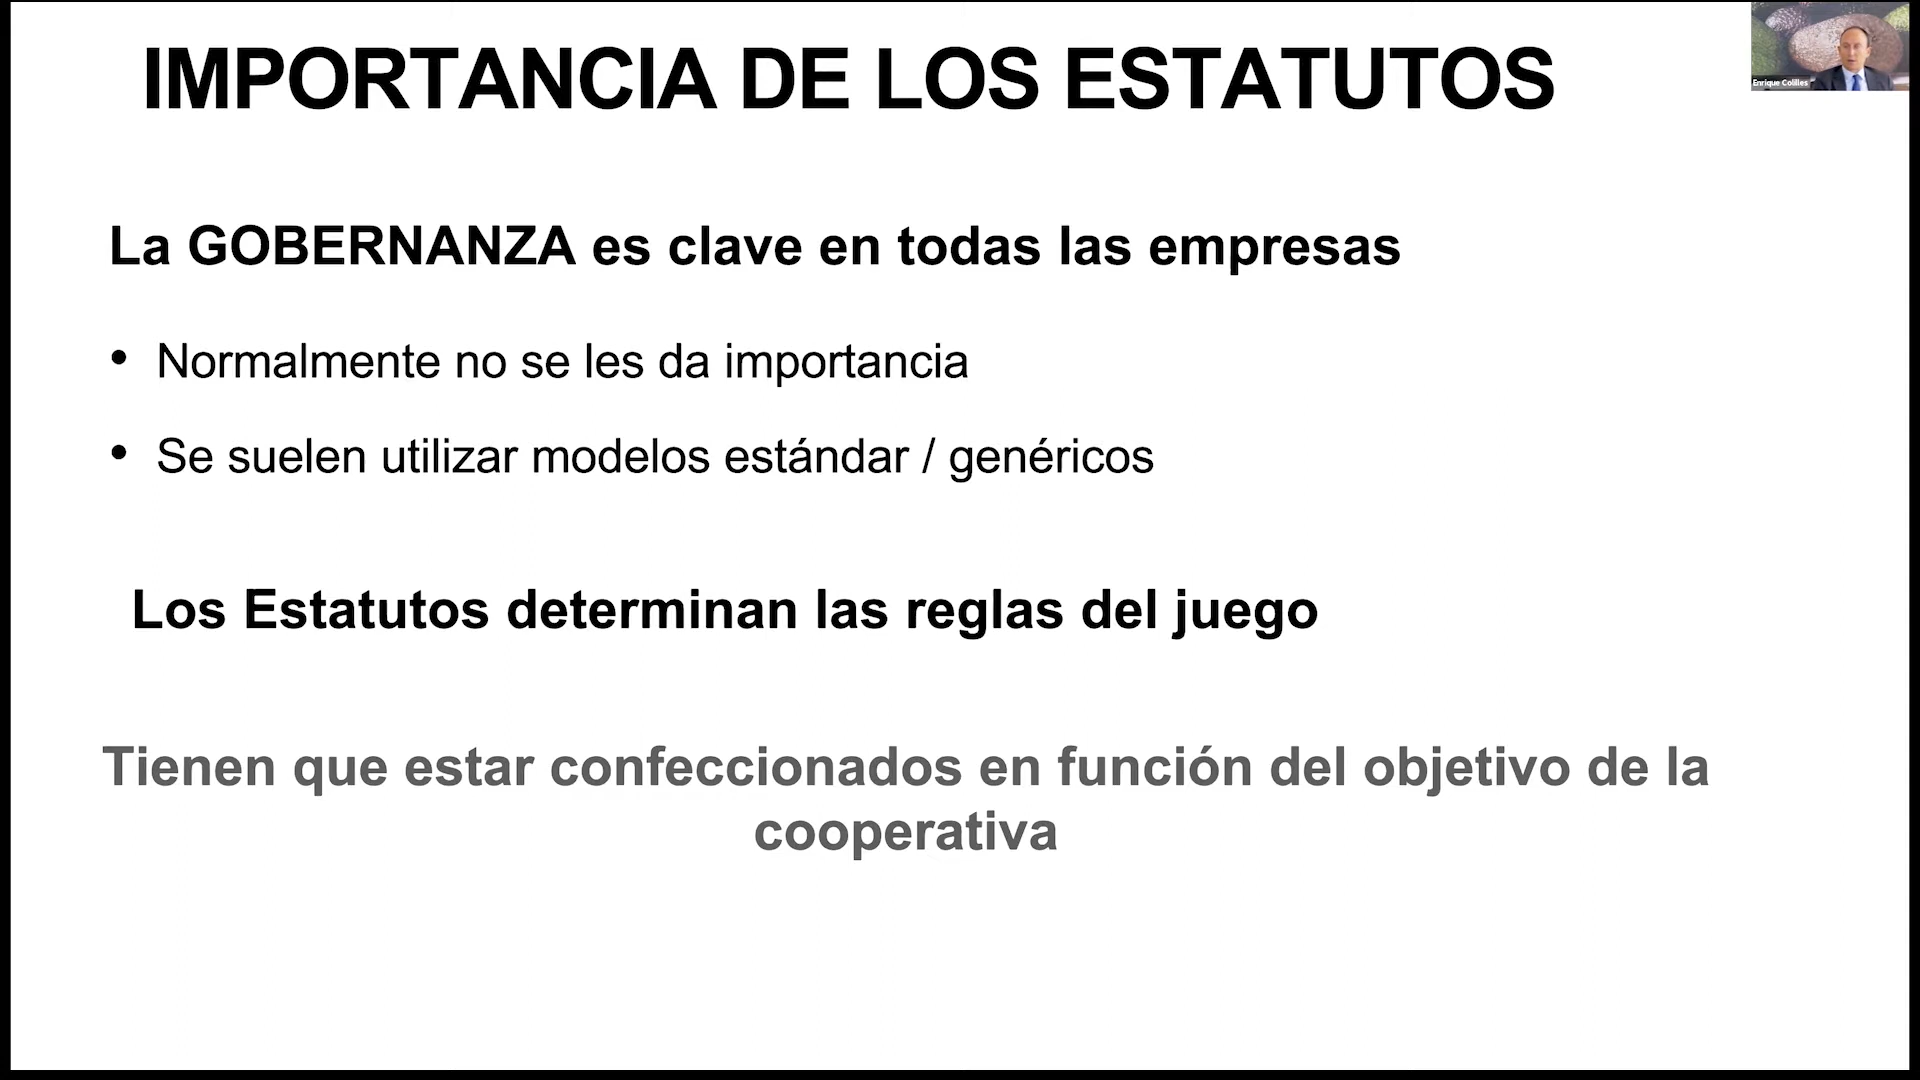 IMPORTANCIA DE LOS ESTATUTOS
Enrique Colilles
La GOBERNANZA es clave en todas las empresas
• Normalmente no se les da importancia
• Se suelen utilizar modelos estándar / genéricos
Los Estatutos determinan las reglas del juego
Tienen que estar confeccionados en función del objetivo de la
cooperativa